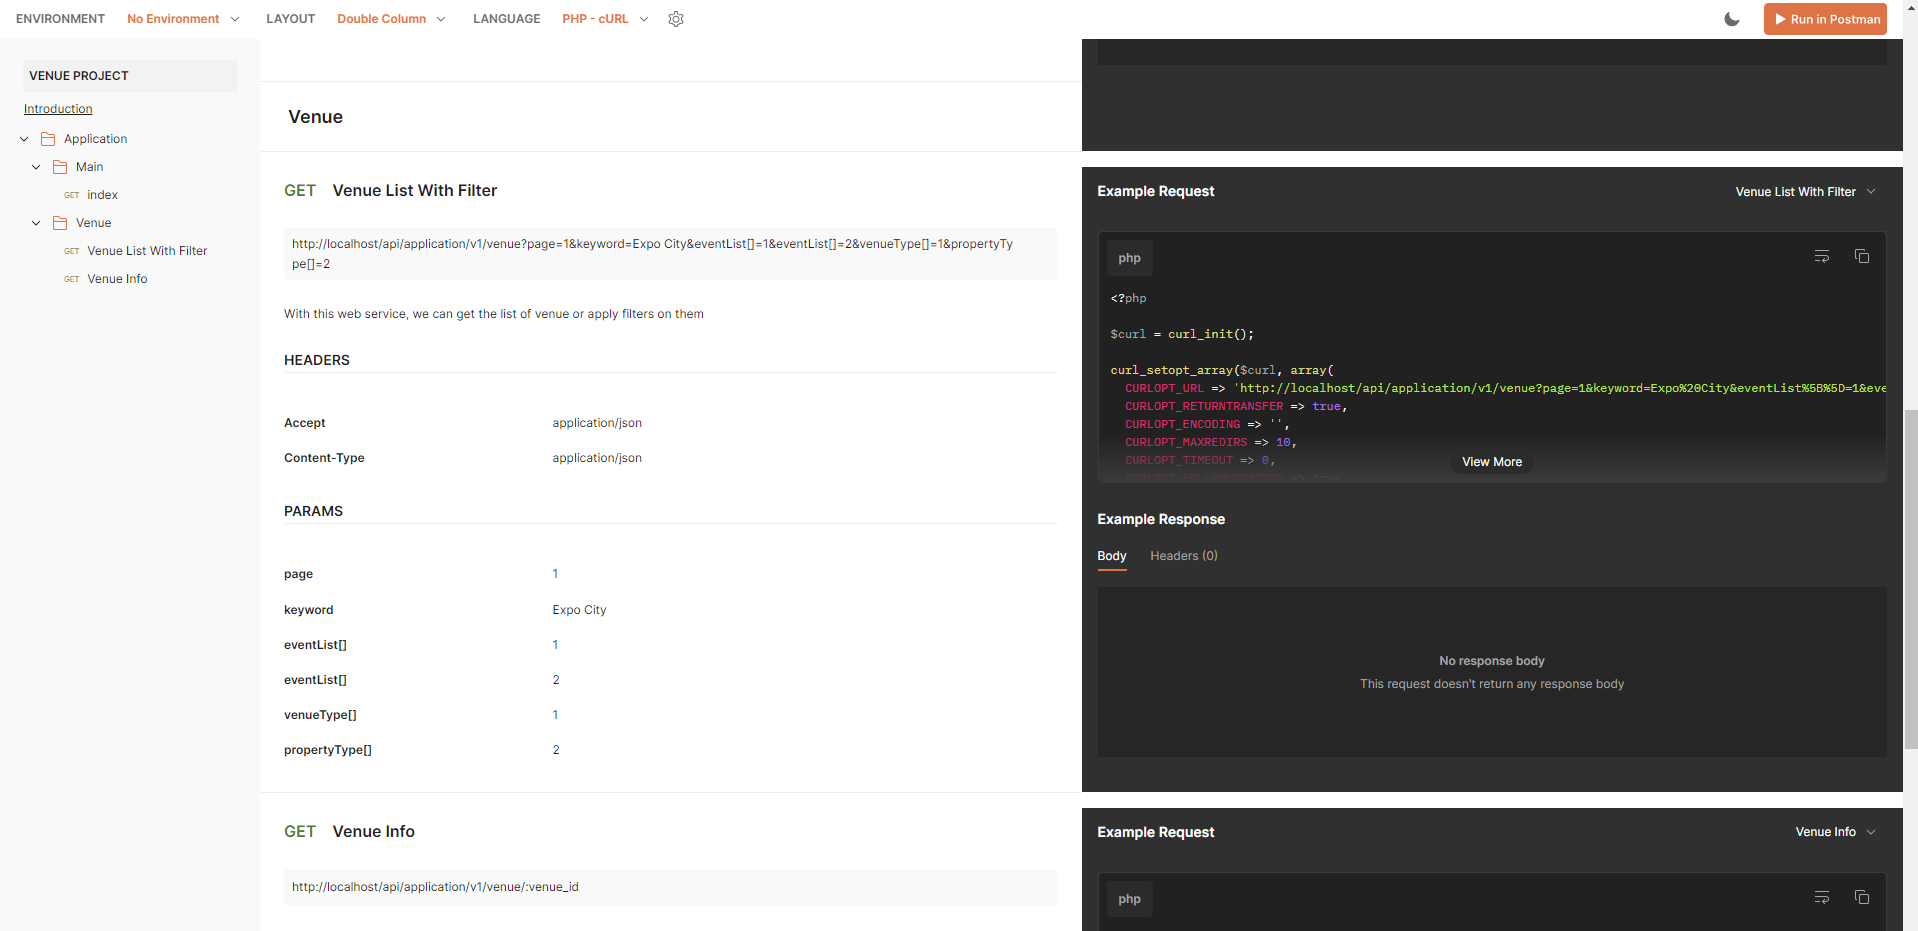 ENVIRONMENT No Environment LAYOUT Double Column LANGUAGE PHP - cURL Run in Postman
VENUE PROJECT
Introduction
Application
Main
GET index
Venue
GET Venue List With Filter
GET Venue Info
Venue
GET Venue List With Filter
http://localhost/api/application/v1/venue?page=1&keyword=Expo City&eventList[]=1&eventList[]=2&venueType[]=1&propertyTy
pe[]=2
With this web service, we can get the list of venue or apply filters on them
HEADERS
Accept application/json
Content-Type application/json
PARAMS
page 1
keyword Expo City
eventList[] 1
eventList[] 2
venueType[] 1
propertyType[] 2
GET Venue Info
http://localhost/api/application/v1/venue/:venue_id
Example Request Venue List With Filter
php
<?php
$curl = curl_init();
curl_setopt_array($curl, array(
CURLOPT_URL => 'http://localhost/api/application/v1/venue?page=1&keyword=Expo%20City&eventList%5B%5D=1&eve
CURLOPT_RETURNTRANSFER => true,
CURLOPT_ENCODING => '',
CURLOPT_MAXREDIRS => 10,
CURLOPT_TIMEOUT => 0,
CURLOPT_FOLLOWLOCATION => true
View More
Example Response
Body Headers (0)
No response body
This request doesn't return any response body
Example Request Venue Info
php